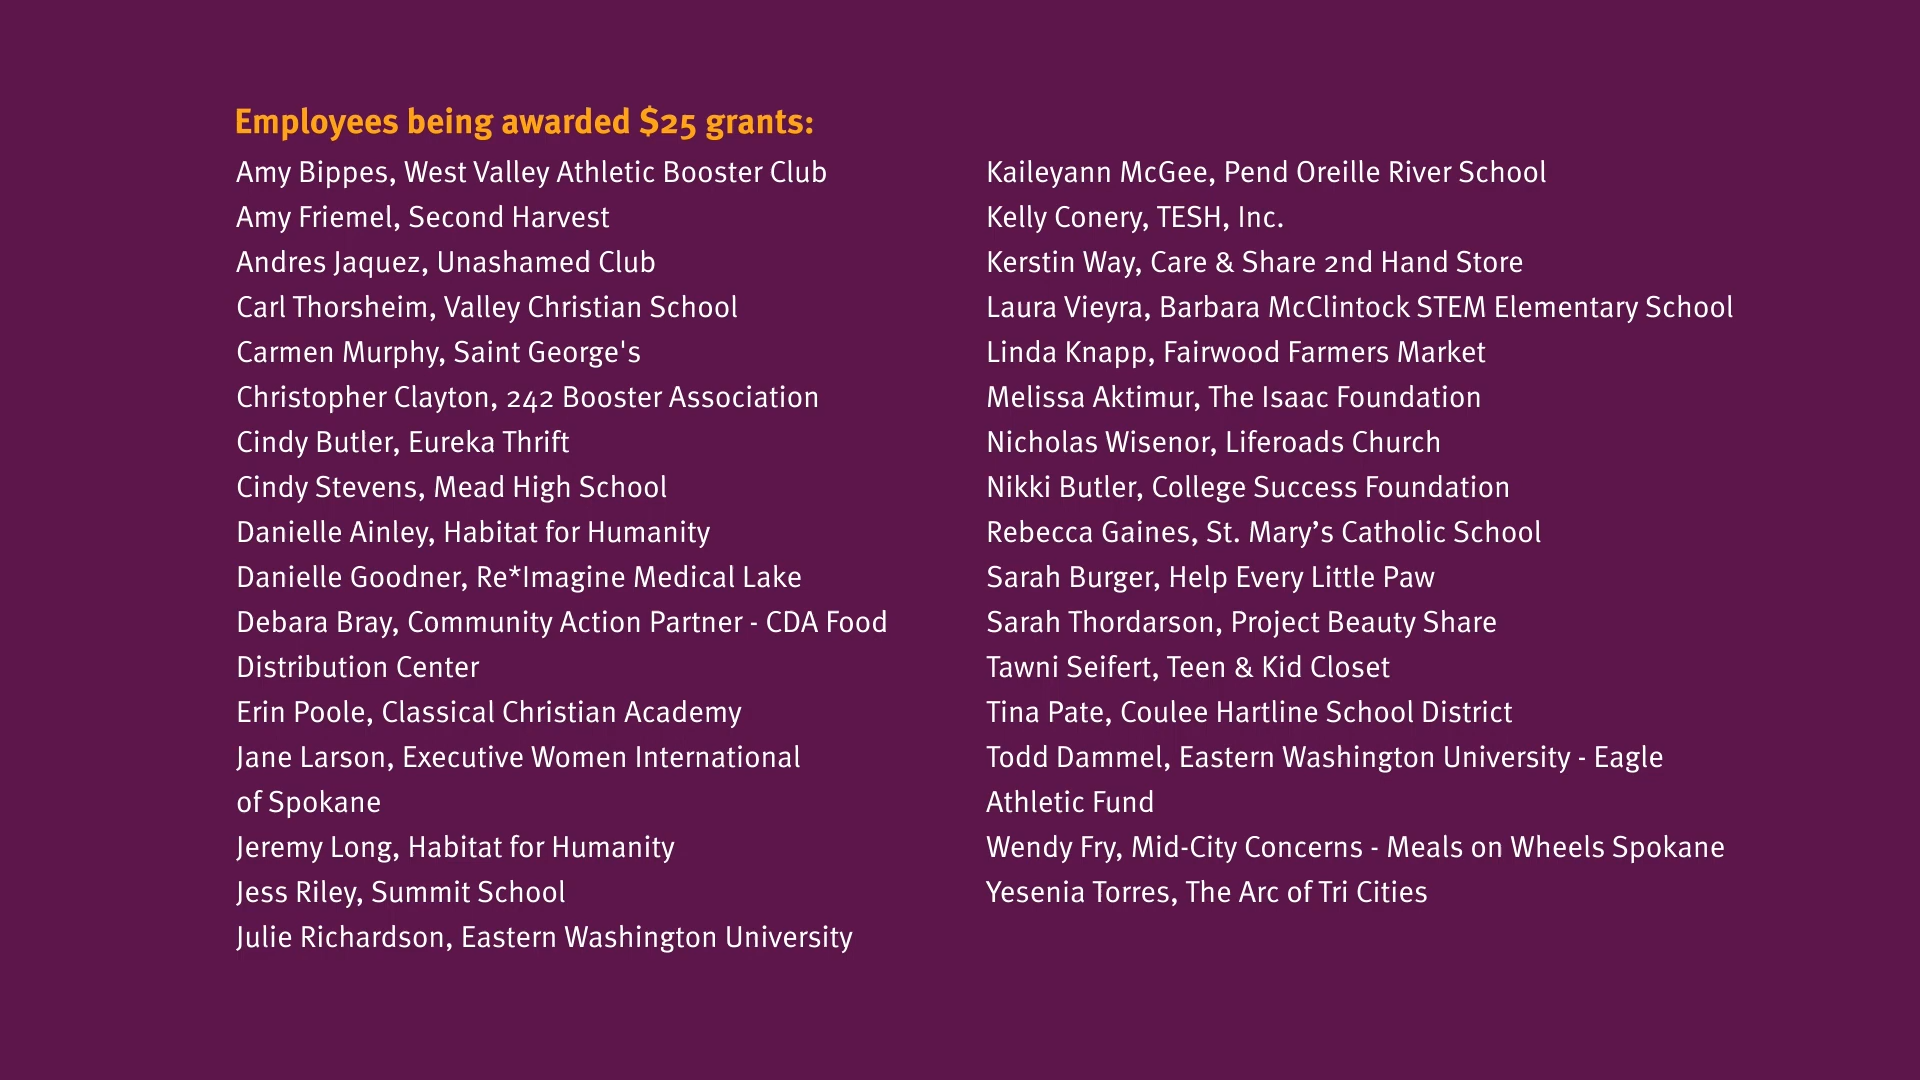 Employees being awarded $25 grants:
Amy Bippes, West Valley Athletic Booster Club
Amy Friemel, Second Harvest
Andres Jaquez, Unashamed Club
Carl Thorsheim, Valley Christian School
Carmen Murphy, Saint George's
Christopher Clayton, 242 Booster Association
Cindy Butler, Eureka Thrift
Cindy Stevens, Mead High School
Danielle Ainley, Habitat for Humanity
Danielle Goodner, Re*Imagine Medical Lake
Debara Bray, Community Action Partner - CDA Food
Distribution Center
Erin Poole, Classical Christian Academy
Jane Larson, Executive Women International
of Spokane
Jeremy Long, Habitat for Humanity
Jess Riley, Summit School
Julie Richardson, Eastern Washington University
Kaileyann McGee, Pend Oreille River School
Kelly Conery, TESH, Inc.
Kerstin Way, Care & Share 2nd Hand Store
Laura Vieyra, Barbara McClintock STEM Elementary School
Linda Knapp, Fairwood Farmers Market
Melissa Aktimur, The Isaac Foundation
Nicholas Wisenor, Liferoads Church
Nikki Butler, College Success Foundation
Rebecca Gaines, St. Mary’s Catholic School
Sarah Burger, Help Every Little Paw
Sarah Thordarson, Project Beauty Share
Tawni Seifert, Teen & Kid Closet
Tina Pate, Coulee Hartline School District
Todd Dammel, Eastern Washington University - Eagle
Athletic Fund
Wendy Fry, Mid-City Concerns - Meals on Wheels Spokane
Yesenia Torres, The Arc of Tri Cities